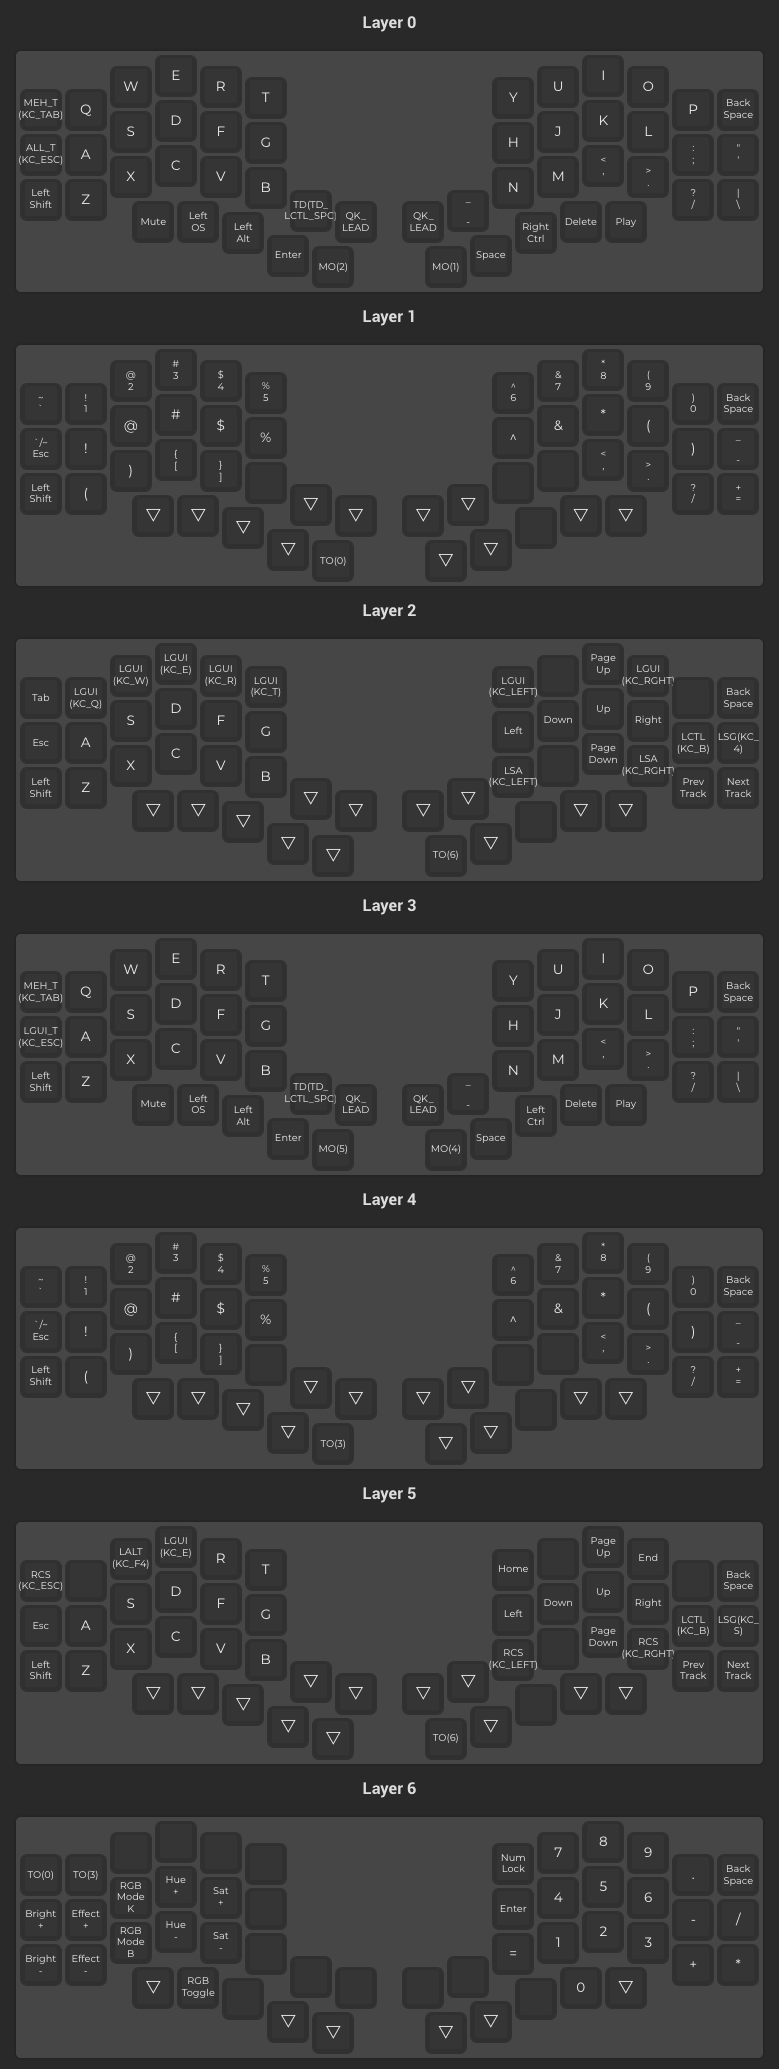 Layer 0
MEH_T (KC_TAB) Q W E R T Y U I O P Back Space
ALL_T (KC_ESC) A S D F G H J K L : ; " '
Left Shift Z X C V B N M < , > . ? / | \
Mute Left OS Left Alt TD(TD_ LCTL_SPC) QK_ LEAD QK_ LEAD _ - Right Ctrl Delete Play
Enter MO(2) MO(1) Space
Layer 1
~ ` ! 1 @ 2 # 3 $ 4 % 5 ^ 6 & 7 * 8 ( 9 ) 0 Back Space
`/~ Esc ! @ # $ % ^ & * ( ) _ -
Left Shift ( ) { [ } ] < , > . ? / + =
▽ ▽ ▽ ▽ ▽ ▽ ▽ ▽ ▽
▽ TO(0) ▽ ▽
Layer 2
Tab LGUI (KC_Q) LGUI (KC_W) LGUI (KC_E) LGUI (KC_R) LGUI (KC_T) LGUI (KC_LEFT) Page Up LGUI (KC_RGHT) Back Space
Esc A S D F G Left Down Up Right LCTL (KC_B) LSG(KC_ 4)
Left Shift Z X C V B LSA (KC_LEFT) Page Down LSA (KC_RGHT) Prev Track Next Track
▽ ▽ ▽ ▽ ▽ ▽ ▽ ▽ ▽
▽ ▽ TO(6) ▽
Layer 3
MEH_T (KC_TAB) Q W E R T Y U I O P Back Space
LGUI_T (KC_ESC) A S D F G H J K L : ; " '
Left Shift Z X C V B N M < , > . ? / | \
Mute Left OS Left Alt TD(TD_ LCTL_SPC) QK_ LEAD QK_ LEAD _ - Left Ctrl Delete Play
Enter MO(5) MO(4) Space
Layer 4
~ ` ! 1 @ 2 # 3 $ 4 % 5 ^ 6 & 7 * 8 ( 9 ) 0 Back Space
`/~ Esc ! @ # $ % ^ & * ( ) _ -
Left Shift ( ) { [ } ] < , > . ? / + =
▽ ▽ ▽ ▽ ▽ ▽ ▽ ▽ ▽
▽ TO(3) ▽ ▽
Layer 5
RCS (KC_ESC) LALT (KC_F4) LGUI (KC_E) R T Home Page Up End Back Space
Esc A S D F G Left Down Up Right LCTL (KC_B) LSG(KC_ S)
Left Shift Z X C V B RCS (KC_LEFT) Page Down RCS (KC_RGHT) Prev Track Next Track
▽ ▽ ▽ ▽ ▽ ▽ ▽ ▽ ▽
▽ ▽ TO(6) ▽
Layer 6
TO(0) TO(3) Num Lock 7 8 9 . Back Space
Bright + Effect + RGB Mode K Hue + Sat + Enter 4 5 6 - /
Bright - Effect - RGB Mode B Hue - Sat - = 1 2 3 + *
▽ RGB Toggle 0 ▽
▽ ▽ ▽ ▽